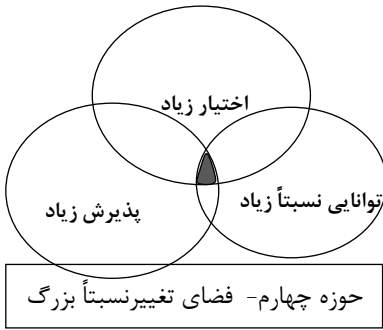 اختیار زیاد
توانایی نسبتاً زیاد
پذیرش زیاد
حوزه چهارم- فضای تغییرنسبتاً بزرگ